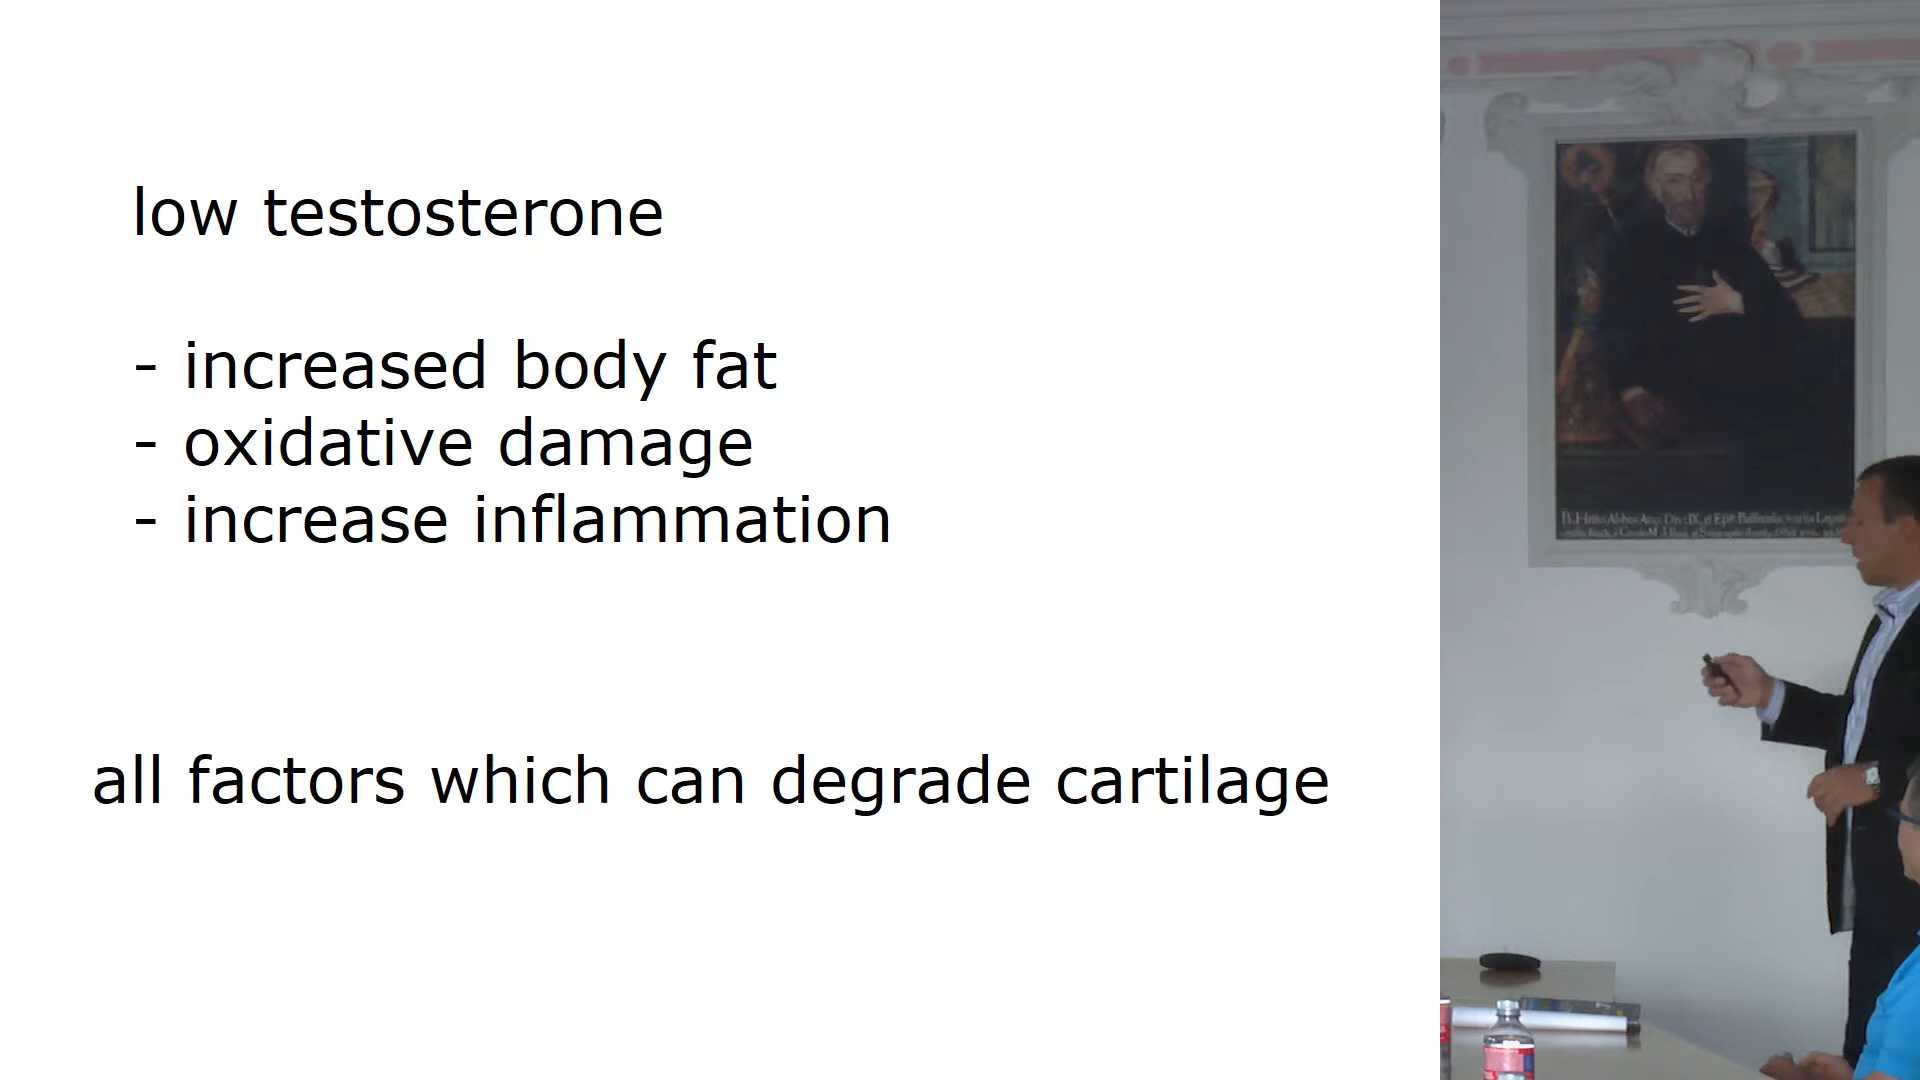 low testosterone
- increased body fat
- oxidative damage
- increase inflammation
all factors which can degrade cartilage